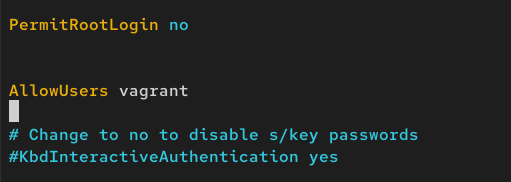 PermitRootLogin no
AllowUsers vagrant
# Change to no to disable s/key passwords
#KbdInteractiveAuthentication yes